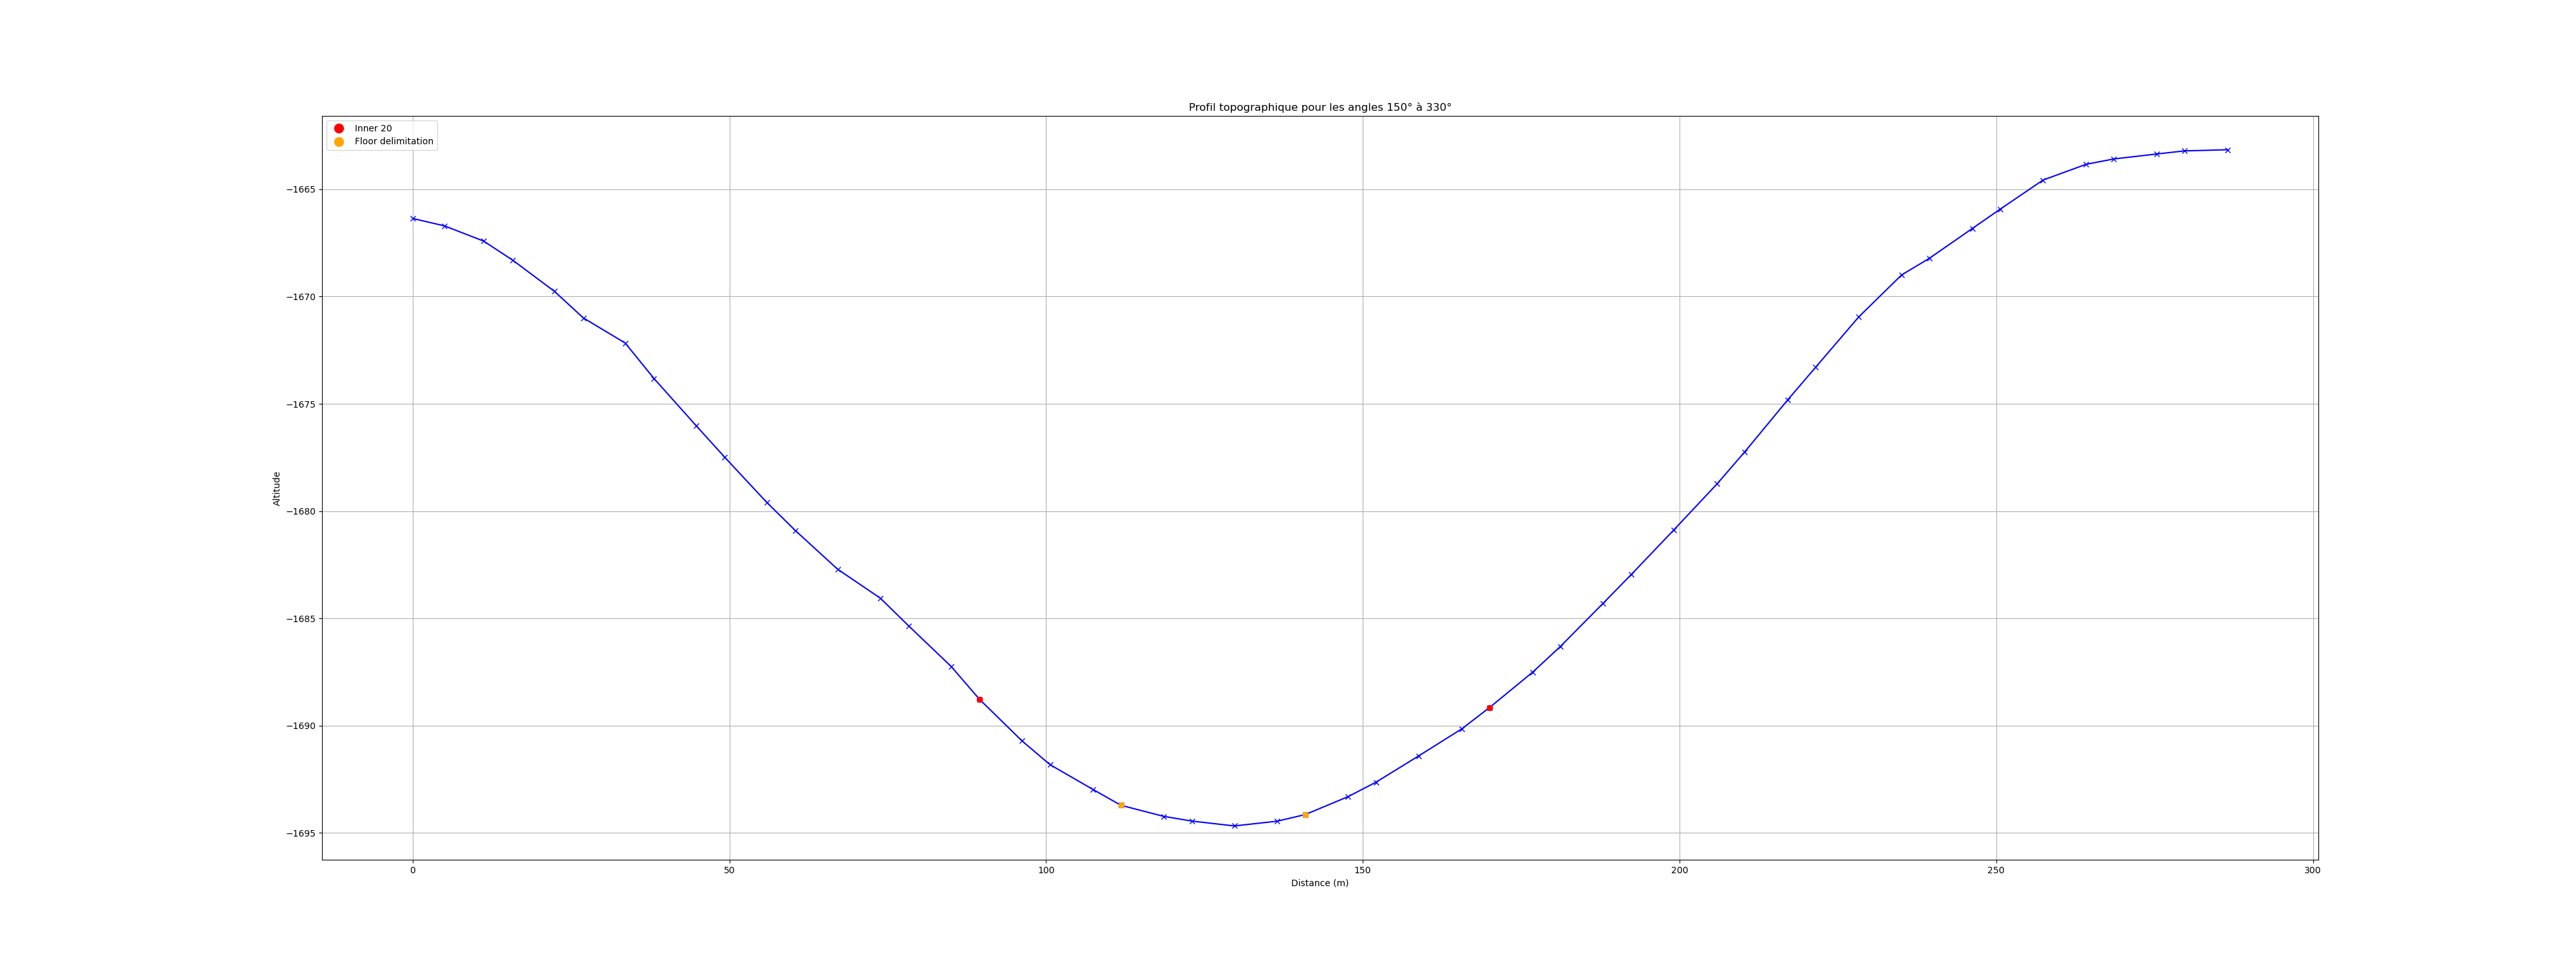 Profil topographique pour les angles 150° à 330°
Inner 20
Floor delimitation
−1665
−1670
−1675
−1680
−1685
−1690
−1695
Altitude
0 50 100 150 200 250 300
Distance (m)